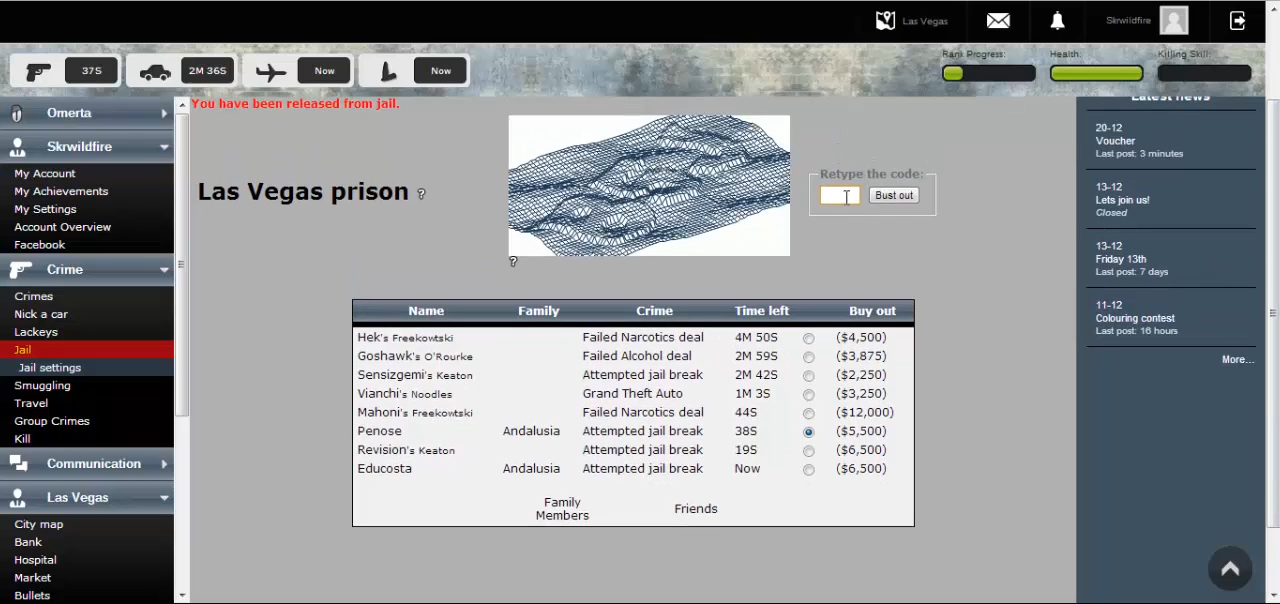 Las Vegas
Skrwildfire
37S
2M 36S
Now
Now
Rank Progress:
Health:
Killing Skill:
Omerta
Skrwildfire
My Account
My Achievements
My Settings
Account Overview
Facebook
Crime
Crimes
Nick a car
Lackeys
Jail
Jail settings
Smuggling
Travel
Group Crimes
Kill
Communication
Las Vegas
City map
Bank
Hospital
Market
Bullets
You have been released from jail.
Las Vegas prison ?
?
Retype the code:
Bust out
Name Family Crime Time left Buy out
Hek's Freekowtski Failed Narcotics deal 4M 50S ($4,500)
Goshawk's O'Rourke Failed Alcohol deal 2M 59S ($3,875)
Sensizgemi's Keaton Attempted jail break 2M 42S ($2,250)
Vianchi's Noodles Grand Theft Auto 1M 3S ($3,250)
Mahoni's Freekowtski Failed Narcotics deal 44S ($12,000)
Penose Andalusia Attempted jail break 38S ($5,500)
Revision's Keaton Attempted jail break 19S ($6,500)
Educosta Andalusia Attempted jail break Now ($6,500)
Family
Members
Friends
Latest news
20-12
Voucher
Last post: 3 minutes
13-12
Lets join us!
Closed
13-12
Friday 13th
Last post: 7 days
11-12
Colouring contest
Last post: 16 hours
More...